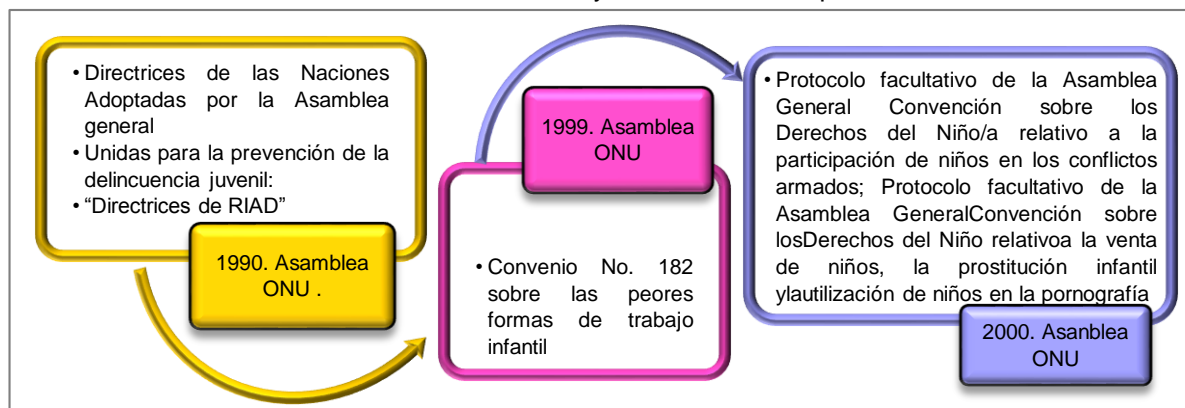 • Directrices de las Naciones
Adoptadas por la Asamblea
general
• Unidas para la prevención de la
delincuencia juvenil:
• “Directrices de RIAD”
1990. Asamblea
ONU .
1999. Asamblea
ONU
• Convenio No. 182
sobre las peores
formas de trabajo
infantil
• Protocolo facultativo de la Asamblea
General Convención sobre los
Derechos del Niño/a relativo a la
participación de niños en los conflictos
armados; Protocolo facultativo de la
Asamblea GeneralConvención sobre
losDerechos del Niño relativoa la venta
de niños, la prostitución infantil
ylautilización de niños en la pornografía
2000. Asanblea
ONU